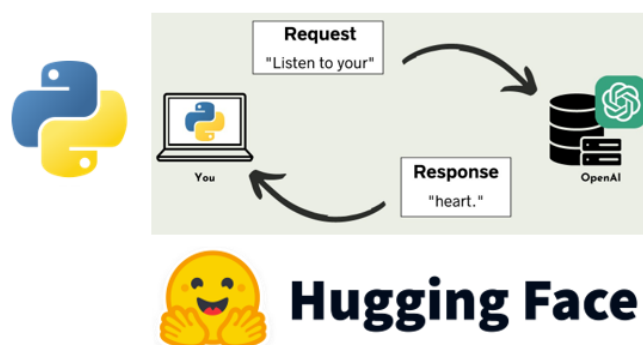 Request
"Listen to your"
You
OpenAI
Response
"heart."
Hugging Face